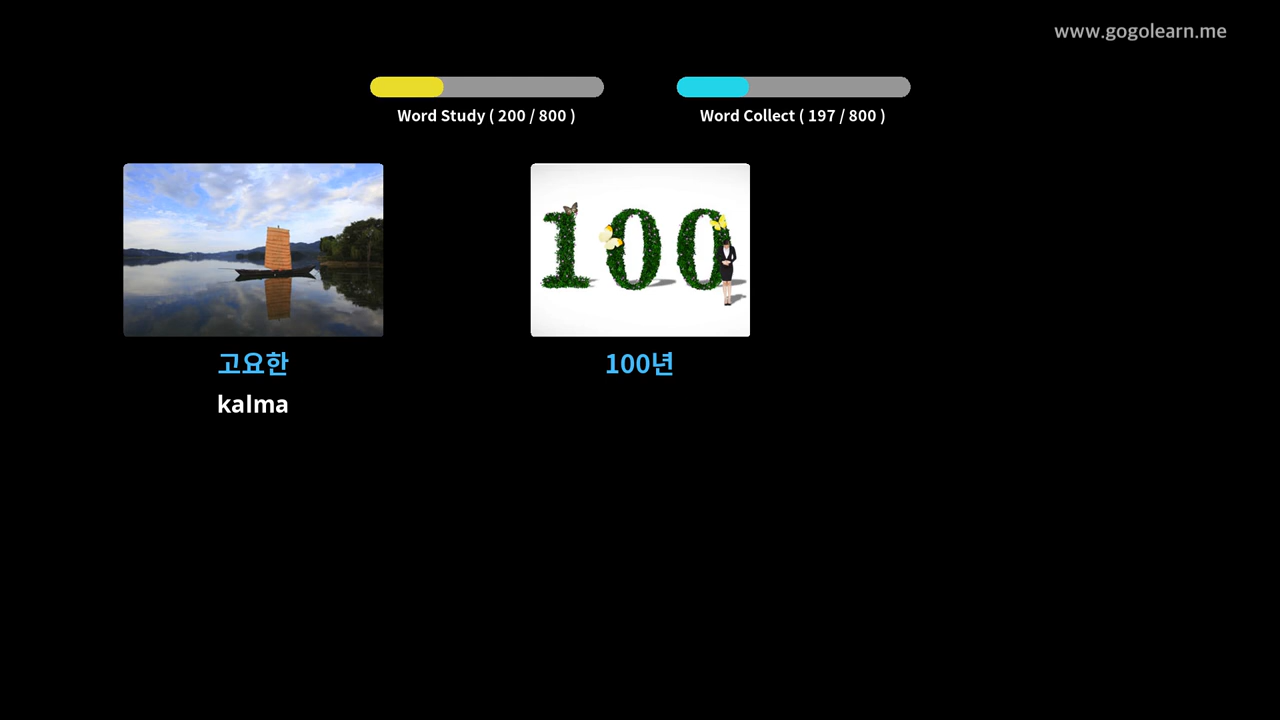 www.gogolearn.me
Word Study ( 200 / 800 )
Word Collect ( 197 / 800 )
100
고요한
100년
kalma